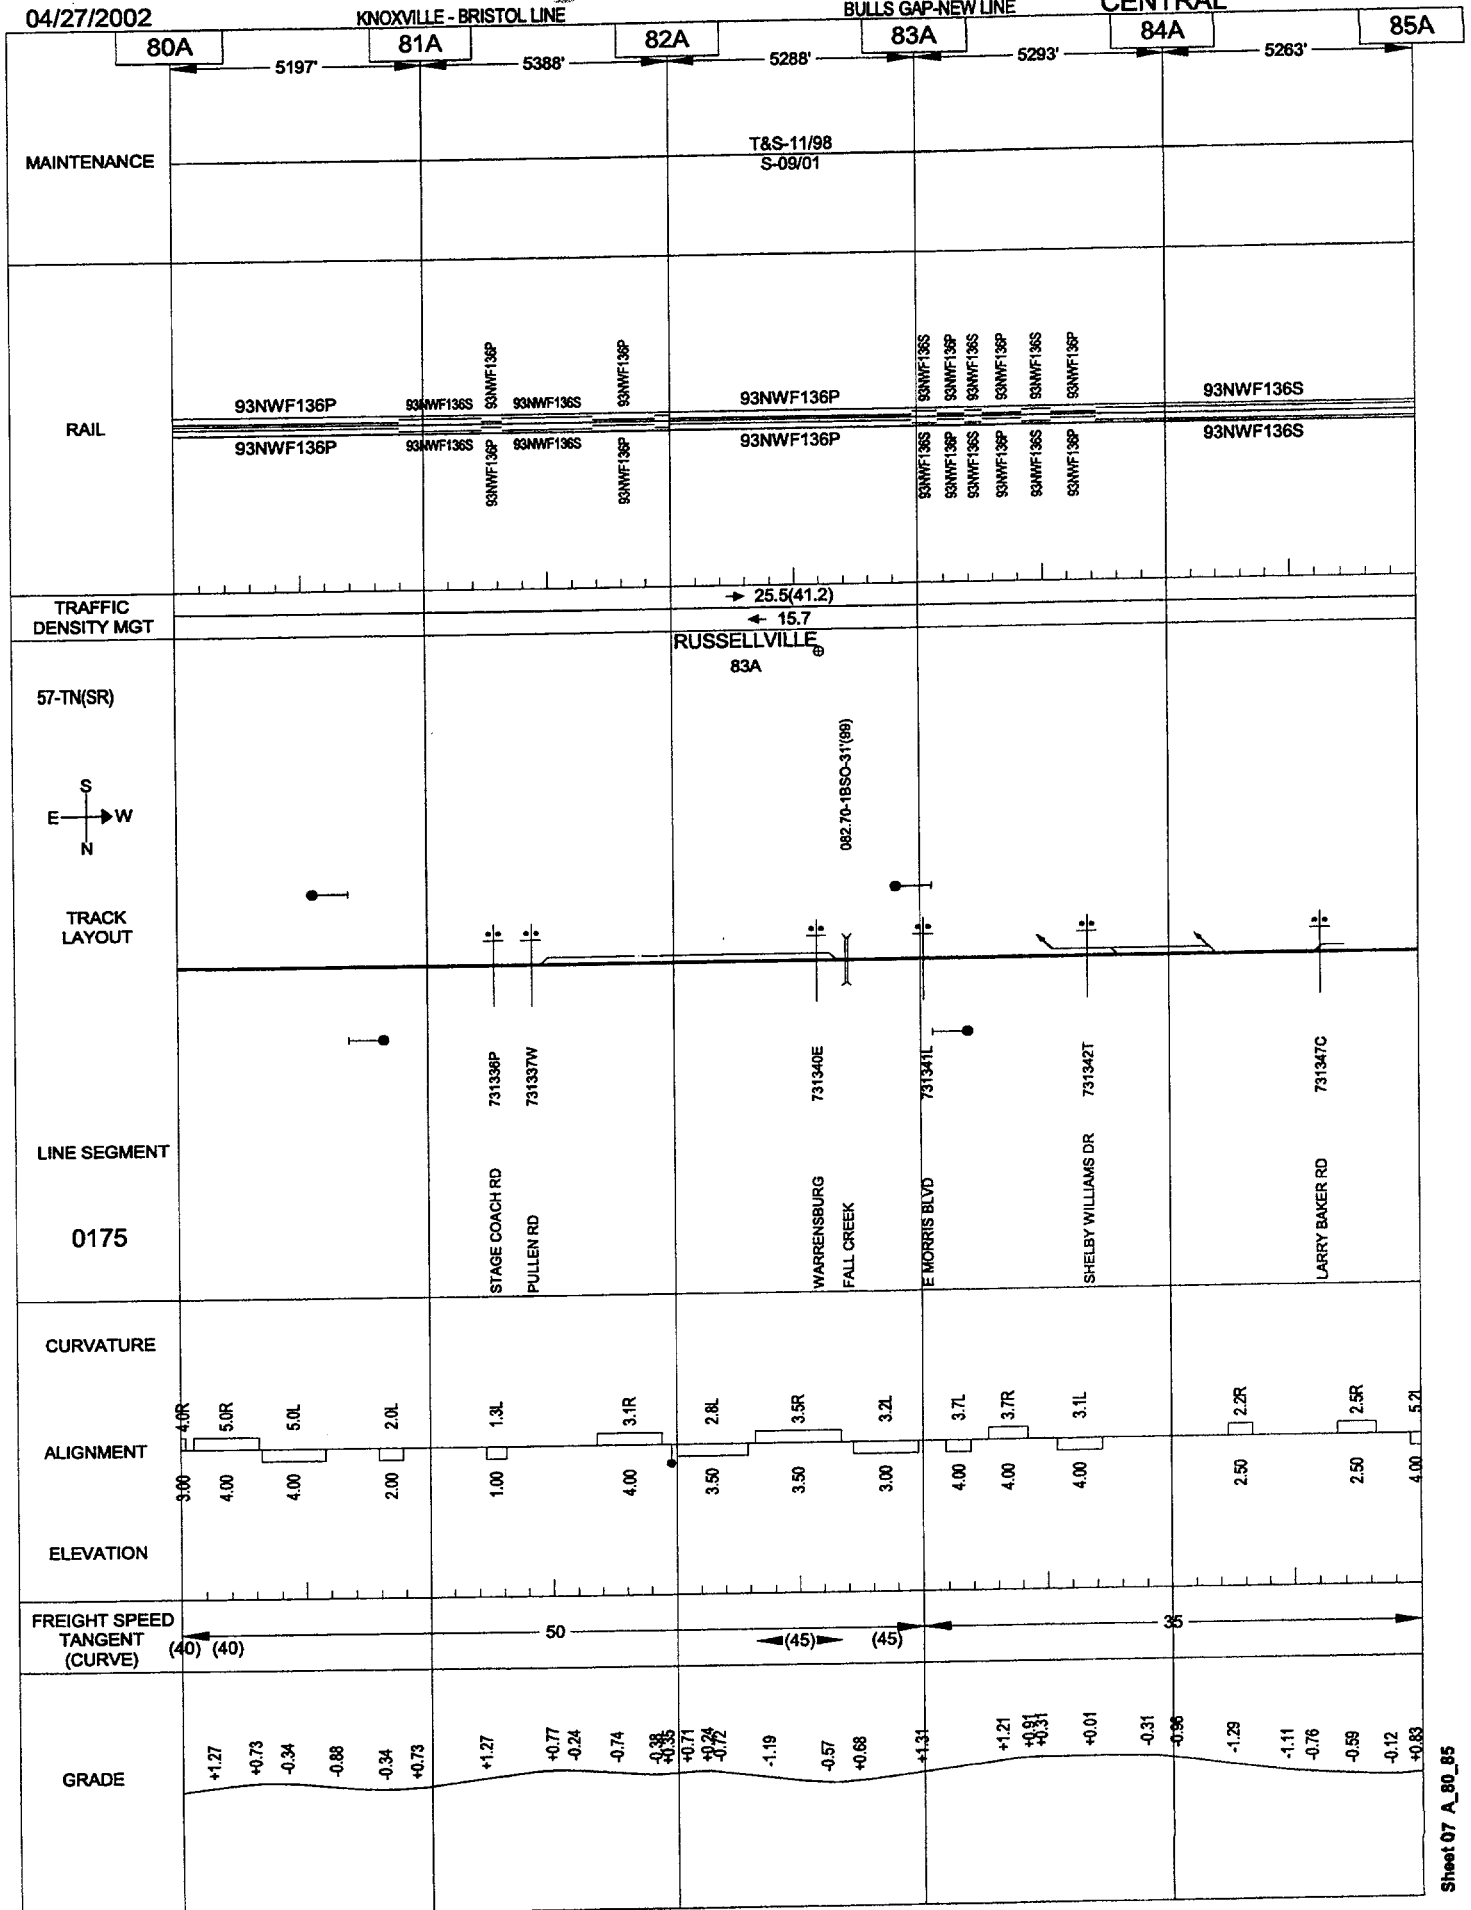 04/27/2002 KNOXVILLE - BRISTOL LINE BULLS GAP-NEW LINE CENTRAL
80A 81A 82A 83A 84A 85A
5197' 5388' 5288' 5293' 5263'
MAINTENANCE
T&S-11/98
S-09/01
RAIL
93NWF136P 93NWF136S 93NWF136P 93NWF136S 93NWF136P 93NWF136P 93NWF136S 93NWF136P 93NWF136S 93NWF136P 93NWF136S 93NWF136P 93NWF136S
93NWF136P 93NWF136S 93NWF136P 93NWF136S 93NWF136P 93NWF136P 93NWF136S 93NWF136P 93NWF136S 93NWF136P 93NWF136S 93NWF136P 93NWF136S
TRAFFIC
DENSITY MGT
25.5(41.2)
15.7
RUSSELLVILLE
83A
57-TN(SR)
082.70-1BSO-31'(99)
S
E W
N
TRACK
LAYOUT
731336P 731337W 731340E 731341L 731342T 731347C
LINE SEGMENT
0175
STAGE COACH RD
PULLEN RD
WARRENSBURG
FALL CREEK
E MORRIS BLVD
SHELBY WILLIAMS DR
LARRY BAKER RD
CURVATURE
4.0R 5.0R 5.0L 2.0L 1.3L 3.1R 2.8L 3.5R 3.2L 3.7L 3.7R 3.1L 2.2R 2.5R 5.2L
ALIGNMENT
3.00 4.00 4.00 2.00 1.00 4.00 3.50 3.50 3.00 4.00 4.00 4.00 2.50 2.50 4.00
ELEVATION
FREIGHT SPEED
TANGENT
(CURVE)
50 35
(40) (40) (45) (45)
GRADE
+1.27 +0.73 -0.34 -0.88 -0.34 +0.73 +1.27 +0.77 -0.24 -0.74 -0.38 +0.35 +0.71 +0.24 -0.72 -1.19 -0.57 +0.68 +1.31 +1.21 +0.91 +0.31 +0.01 -0.31 -0.96 -1.29 -1.11 -0.76 -0.59 -0.12 +0.83
Sheet 07 A_80_85